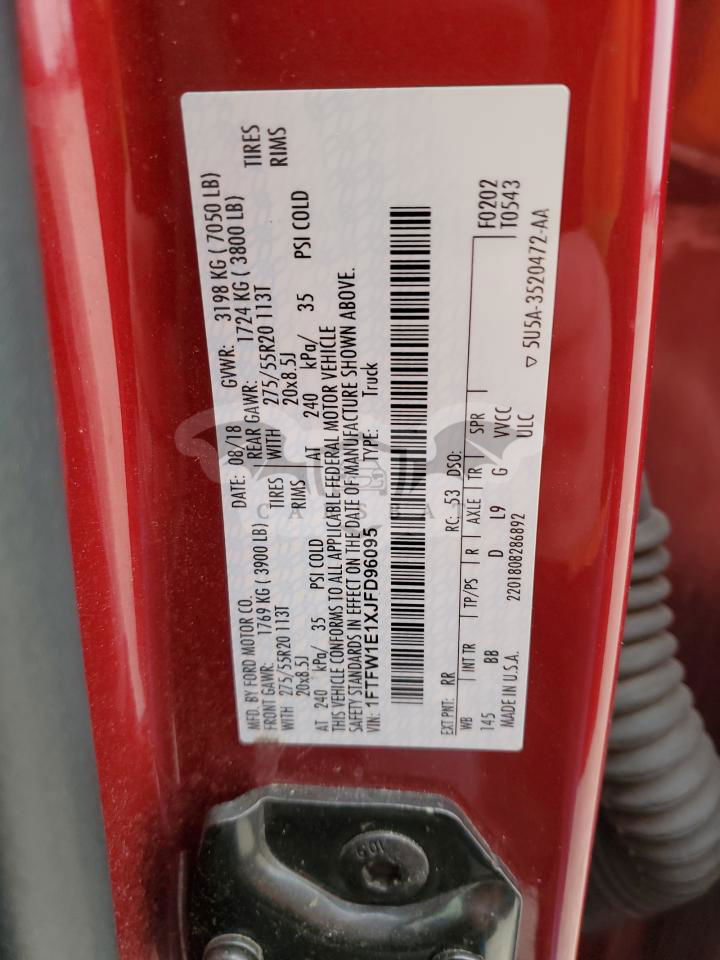 MFD. BY FORD MOTOR CO. DATE: 08/18 GVWR: 3198 KG ( 7050 LB)
FRONT GAWR: 1769 KG ( 3900 LB) REAR GAWR: 1724 KG ( 3800 LB)
WITH 275/55R20 113T TIRES WITH 275/55R20 113T TIRES
20x8.5J RIMS 20x8.5J RIMS
AT 240 kPa/ 35 PSI COLD AT 240 kPa/ 35 PSI COLD
THIS VEHICLE CONFORMS TO ALL APPLICABLE FEDERAL MOTOR VEHICLE
SAFETY STANDARDS IN EFFECT ON THE DATE OF MANUFACTURE SHOWN ABOVE.
VIN: 1FTFW1E1XJFD96095 TYPE: Truck
EXT PNT: RR RC: 53 DSO: F0202
WB INT TR TP/PS R AXLE TR SPR T0543
145 BB D L9 G VVCC
MADE IN U.S.A. 2201808286892 ULC ▽ 5U5A-3520472-AA